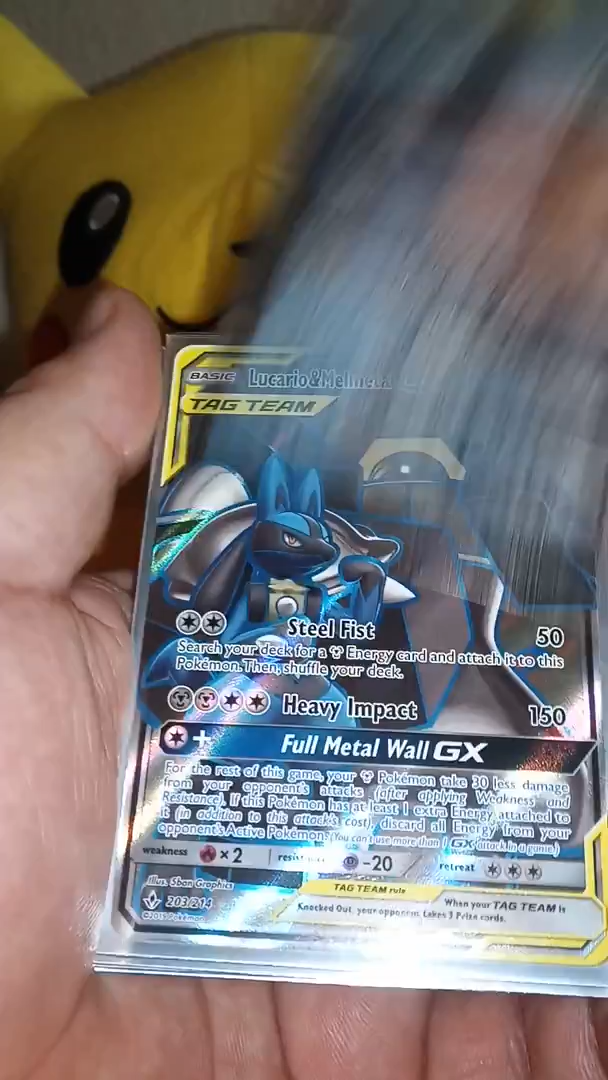 BASIC Lucario&Melmetal
TAG TEAM
Steel Fist 50
Search your deck for a Energy card and attach it to this
Pokémon. Then, shuffle your deck.
Heavy Impact 150
+ Full Metal Wall GX
For the rest of this game, your Pokémon take 30 less damage
from your opponent's attacks (after applying Weakness and
Resistance). If this Pokémon has at least 1 extra Energy attached to
it (in addition to this attack's cost), discard all Energy from your
opponent's Active Pokémon. (You can't use more than 1 GX attack in a game.)
weakness ×2 resistance -20 retreat
Illus. 5ban Graphics
TAG TEAM rule
When your TAG TEAM is
Knocked Out, your opponent takes 3 Prize cards.
203/214
©2019 Pokémon